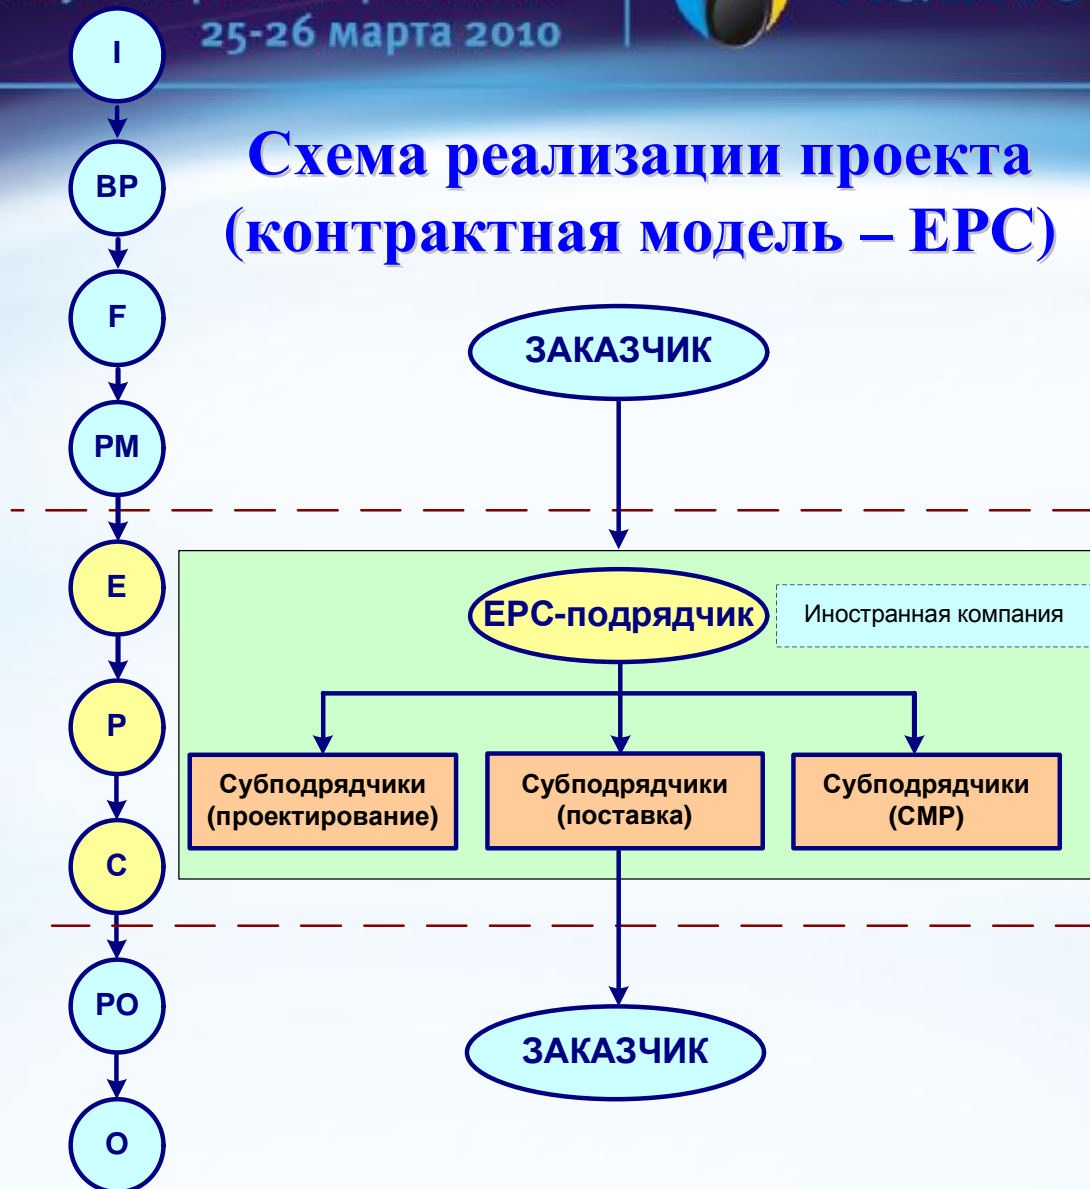 25-26 марта 2010
I
BP
F
PM
E
P
C
PO
O
Схема реализации проекта
(контрактная модель – EPC)
ЗАКАЗЧИК
EPC-подрядчик
Иностранная компания
Субподрядчики
(проектирование)
Субподрядчики
(поставка)
Субподрядчики
(СМР)
ЗАКАЗЧИК